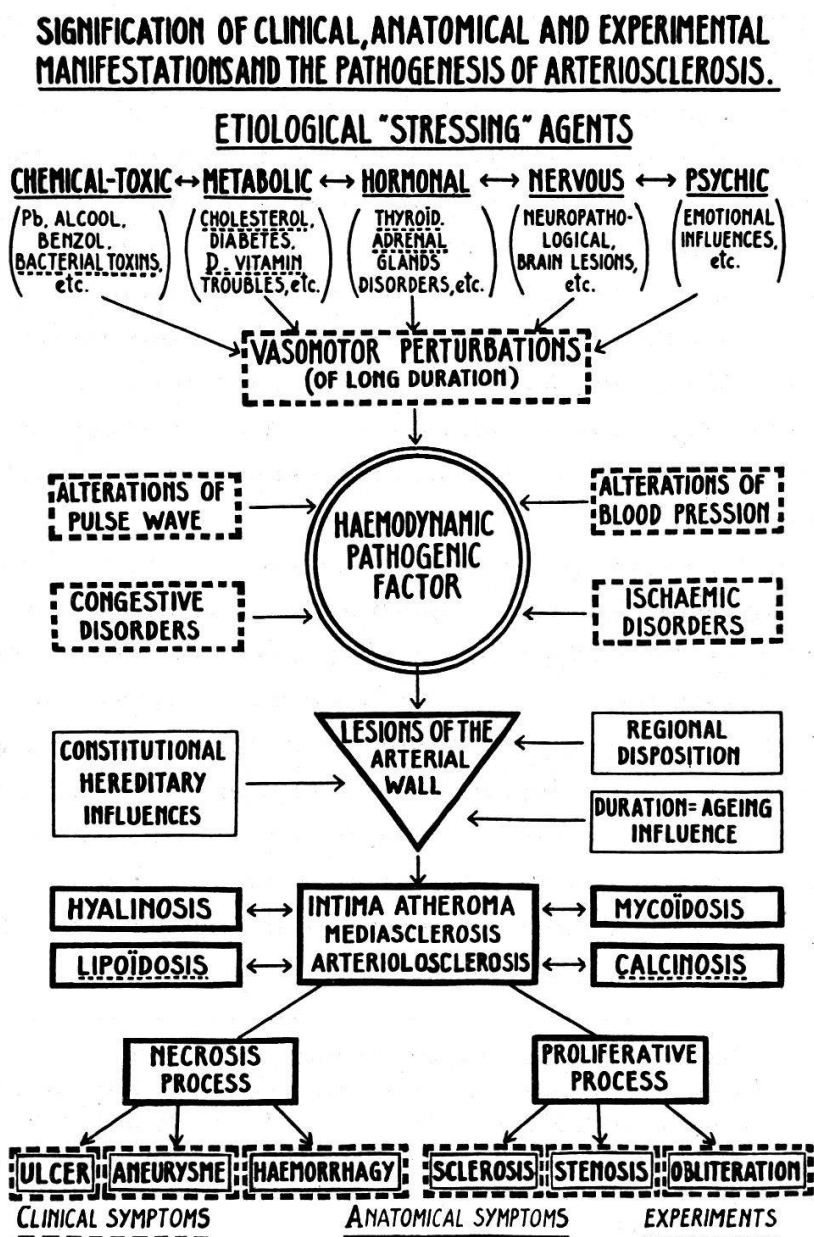 SIGNIFICATION OF CLINICAL, ANATOMICAL AND EXPERIMENTAL
MANIFESTATIONS AND THE PATHOGENESIS OF ARTERIOSCLEROSIS.
ETIOLOGICAL "STRESSING" AGENTS
CHEMICAL-TOXIC ↔ METABOLIC ↔ HORMONAL ↔ NERVOUS ↔ PSYCHIC
(Pb, ALCOOL,
BENZOL,
BACTERIAL TOXINS,
etc.)
(CHOLESTEROL,
DIABETES,
D. VITAMIN
TROUBLES, etc.)
(THYROÏD.
ADRENAL
GLANDS
DISORDERS, etc.)
(NEUROPATHO-
LOGICAL,
BRAIN LESIONS,
etc.)
(EMOTIONAL
INFLUENCES,
etc.)
VASOMOTOR PERTURBATIONS
(OF LONG DURATION)
ALTERATIONS OF
PULSE WAVE
ALTERATIONS OF
BLOOD PRESSION
HAEMODYNAMIC
PATHOGENIC
FACTOR
CONGESTIVE
DISORDERS
ISCHAEMIC
DISORDERS
LESIONS OF THE
ARTERIAL
WALL
CONSTITUTIONAL
HEREDITARY
INFLUENCES
REGIONAL
DISPOSITION
DURATION = AGEING
INFLUENCE
HYALINOSIS
LIPOÏDOSIS
INTIMA ATHEROMA
MEDIASCLEROSIS
ARTERIOLOSCLEROSIS
MYCOÏDOSIS
CALCINOSIS
NECROSIS
PROCESS
PROLIFERATIVE
PROCESS
ULCER ANEURYSME HAEMORRHAGY SCLEROSIS STENOSIS OBLITERATION
CLINICAL SYMPTOMS ANATOMICAL SYMPTOMS EXPERIMENTS